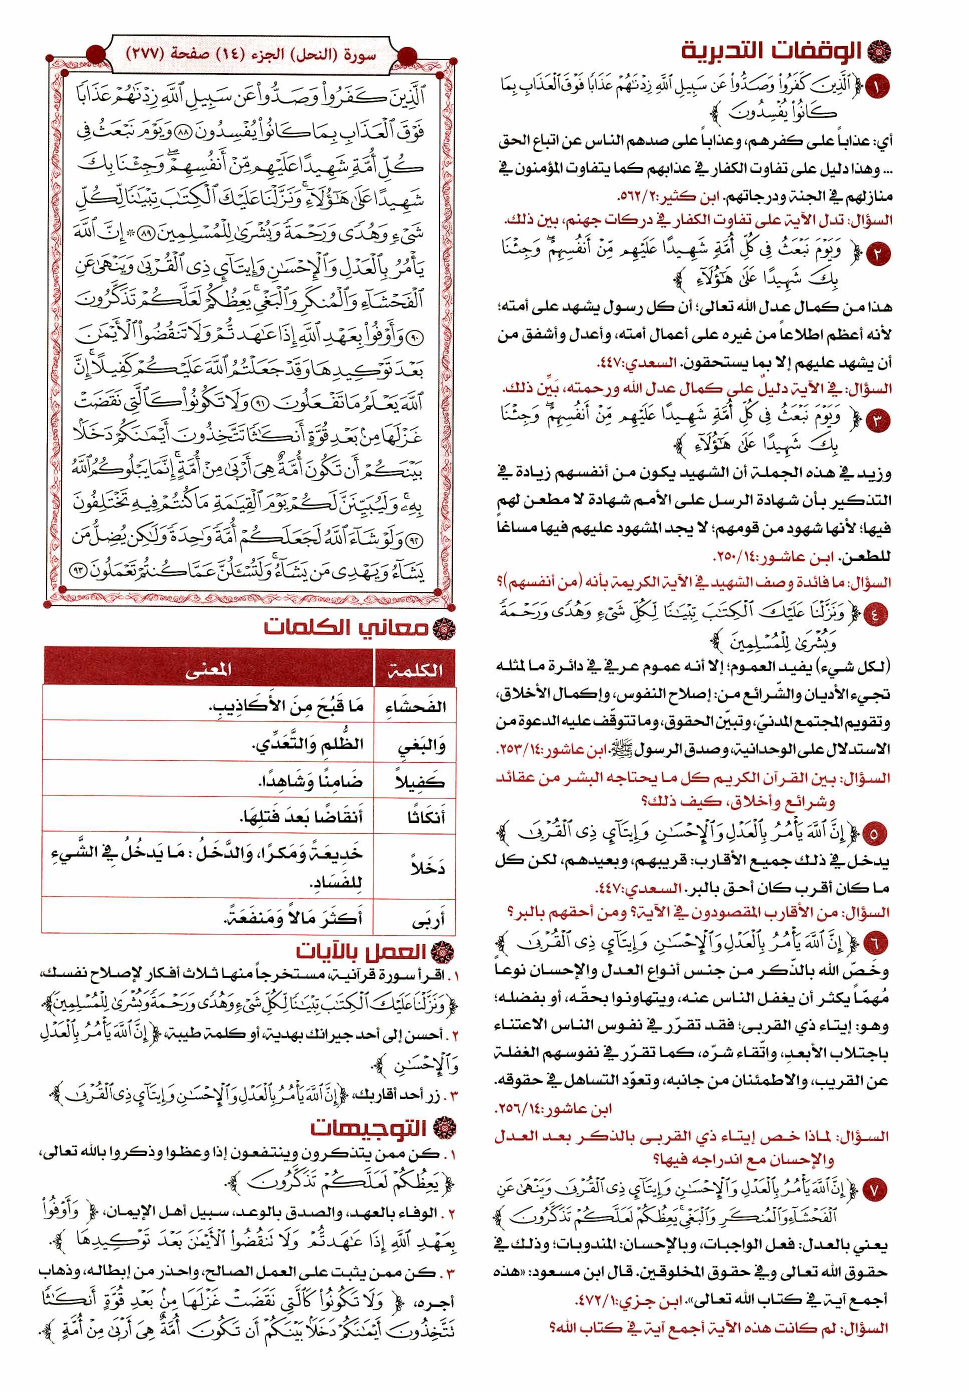 الوقفات التدبرية
١ ﴿ ٱلَّذِينَ كَفَرُوا۟ وَصَدُّوا۟ عَن سَبِيلِ ٱللَّهِ زِدْنَٰهُمْ عَذَابًا فَوْقَ ٱلْعَذَابِ بِمَا
كَانُوا۟ يُفْسِدُونَ ﴾
أي: عذاباً على كفرهم، وعذاباً على صدهم الناس عن اتباع الحق
... وهذا دليل على تفاوت الكفار في عذابهم كما يتفاوت المؤمنون في
منازلهم في الجنة ودرجاتهم. ابن كثير:٥٦٢/٢.
السؤال: تدل الآية على تفاوت الكفار في دركات جهنم، بين ذلك.
٢ ﴿ وَيَوْمَ نَبْعَثُ فِى كُلِّ أُمَّةٍ شَهِيدًا عَلَيْهِم مِّنْ أَنفُسِهِمْ ۖ وَجِئْنَا
بِكَ شَهِيدًا عَلَىٰ هَٰٓؤُلَآءِ ﴾
هذا من كمال عدل الله تعالى؛ أن كل رسول يشهد على أمته؛
لأنه أعظم اطلاعاً من غيره على أعمال أمته، وأعدل وأشفق من
أن يشهد عليهم إلا بما يستحقون. السعدي:٤٤٧.
السؤال: في الآية دليلٌ على كمال عدل الله ورحمته، بَيِّن ذلك.
٣ ﴿ وَيَوْمَ نَبْعَثُ فِى كُلِّ أُمَّةٍ شَهِيدًا عَلَيْهِم مِّنْ أَنفُسِهِمْ ۖ وَجِئْنَا
بِكَ شَهِيدًا عَلَىٰ هَٰٓؤُلَآءِ ﴾
وزيد في هذه الجملة أن الشهيد يكون من أنفسهم زيادة في
التذكير بأن شهادة الرسل على الأمم شهادة لا مطعن لهم
فيها؛ لأنها شهود من قومهم؛ لا يجد المشهود عليهم فيها مساغاً
للطعن. ابن عاشور:٢٥٠/١٤.
السؤال: ما فائدة وصف الشهيد في الآية الكريمة بأنه (من أنفسهم)؟
٤ ﴿ وَنَزَّلْنَا عَلَيْكَ ٱلْكِتَٰبَ تِبْيَٰنًا لِّكُلِّ شَىْءٍ وَهُدًى وَرَحْمَةً
وَبُشْرَىٰ لِلْمُسْلِمِينَ ﴾
(لكل شيء) يفيد العموم؛ إلا أنه عموم عرفي في دائرة ما لمثله
تجيء الأديان والشّرائع من: إصلاح النفوس، وإكمال الأخلاق،
وتقويم المجتمع المدنيّ، وتبيّن الحقوق، وما تتوقّف عليه الدعوة من
الاستدلال على الوحدانية، وصدق الرسول ﷺ. ابن عاشور:٢٥٣/١٤.
السؤال: بين القرآن الكريم كل ما يحتاجه البشر من عقائد
وشرائع وأخلاق، كيف ذلك؟
٥ ﴿ إِنَّ ٱللَّهَ يَأْمُرُ بِٱلْعَدْلِ وَٱلْإِحْسَٰنِ وَإِيتَآئِ ذِى ٱلْقُرْبَىٰ ﴾
يدخل في ذلك جميع الأقارب: قريبهم، وبعيدهم، لكن كل
ما كان أقرب كان أحق بالبر. السعدي:٤٤٧.
السؤال: من الأقارب المقصودون في الآية؟ ومن أحقهم بالبر؟
٦ ﴿ إِنَّ ٱللَّهَ يَأْمُرُ بِٱلْعَدْلِ وَٱلْإِحْسَٰنِ وَإِيتَآئِ ذِى ٱلْقُرْبَىٰ ﴾
وخَصّ الله بالذّكر من جنس أنواع العدل والإحسان نوعاً
مُهمّاً يكثر أن يغفل الناس عنه، ويتهاونوا بحقّه، أو بفضله؛
وهو: إيتاء ذي القربى؛ فقد تقرّر في نفوس الناس الاعتناء
باجتلاب الأبعدِ، واتّقاء شرّه، كما تقرّر في نفوسهم الغفلة
عن القريب، والاطمئنان من جانبه، وتعوّد التساهل في حقوقه.
ابن عاشور:٢٥٦/١٤.
السؤال: لماذا خص إيتاء ذي القربى بالذكر بعد العدل
والإحسان مع اندراجه فيها؟
٧ ﴿ إِنَّ ٱللَّهَ يَأْمُرُ بِٱلْعَدْلِ وَٱلْإِحْسَٰنِ وَإِيتَآئِ ذِى ٱلْقُرْبَىٰ وَيَنْهَىٰ عَنِ
ٱلْفَحْشَآءِ وَٱلْمُنكَرِ وَٱلْبَغْىِ ۚ يَعِظُكُمْ لَعَلَّكُمْ تَذَكَّرُونَ ﴾
يعني بالعدل: فعل الواجبات، وبالإحسان: المندوبات؛ وذلك في
حقوق الله تعالى وفي حقوق المخلوقين. قال ابن مسعود: «هذه
أجمع آية في كتاب الله تعالى». ابن جزي:٤٧٢/١.
السؤال: لم كانت هذه الآية أجمع آية في كتاب الله؟
سورة (النحل) الجزء (١٤) صفحة (٢٧٧)
ٱلَّذِينَ كَفَرُوا۟ وَصَدُّوا۟ عَن سَبِيلِ ٱللَّهِ زِدْنَٰهُمْ عَذَابًا
فَوْقَ ٱلْعَذَابِ بِمَا كَانُوا۟ يُفْسِدُونَ ٨٨ وَيَوْمَ نَبْعَثُ فِى
كُلِّ أُمَّةٍ شَهِيدًا عَلَيْهِم مِّنْ أَنفُسِهِمْ ۖ وَجِئْنَا بِكَ
شَهِيدًا عَلَىٰ هَٰٓؤُلَآءِ ۚ وَنَزَّلْنَا عَلَيْكَ ٱلْكِتَٰبَ تِبْيَٰنًا لِّكُلِّ
شَىْءٍ وَهُدًى وَرَحْمَةً وَبُشْرَىٰ لِلْمُسْلِمِينَ ٨٩ ۞ إِنَّ ٱللَّهَ
يَأْمُرُ بِٱلْعَدْلِ وَٱلْإِحْسَٰنِ وَإِيتَآئِ ذِى ٱلْقُرْبَىٰ وَيَنْهَىٰ عَنِ
ٱلْفَحْشَآءِ وَٱلْمُنكَرِ وَٱلْبَغْىِ ۚ يَعِظُكُمْ لَعَلَّكُمْ تَذَكَّرُونَ
٩٠ وَأَوْفُوا۟ بِعَهْدِ ٱللَّهِ إِذَا عَٰهَدتُّمْ وَلَا تَنقُضُوا۟ ٱلْأَيْمَٰنَ
بَعْدَ تَوْكِيدِهَا وَقَدْ جَعَلْتُمُ ٱللَّهَ عَلَيْكُمْ كَفِيلًا ۚ إِنَّ
ٱللَّهَ يَعْلَمُ مَا تَفْعَلُونَ ٩١ وَلَا تَكُونُوا۟ كَٱلَّتِى نَقَضَتْ
غَزْلَهَا مِنۢ بَعْدِ قُوَّةٍ أَنكَٰثًا تَتَّخِذُونَ أَيْمَٰنَكُمْ دَخَلًۢا
بَيْنَكُمْ أَن تَكُونَ أُمَّةٌ هِىَ أَرْبَىٰ مِنْ أُمَّةٍ ۚ إِنَّمَا يَبْلُوكُمُ ٱللَّهُ
بِهِۦ ۚ وَلَيُبَيِّنَنَّ لَكُمْ يَوْمَ ٱلْقِيَٰمَةِ مَا كُنتُمْ فِيهِ تَخْتَلِفُونَ
٩٢ وَلَوْ شَآءَ ٱللَّهُ لَجَعَلَكُمْ أُمَّةً وَٰحِدَةً وَلَٰكِن يُضِلُّ مَن
يَشَآءُ وَيَهْدِى مَن يَشَآءُ ۚ وَلَتُسْـَٔلُنَّ عَمَّا كُنتُمْ تَعْمَلُونَ ٩٣
معاني الكلمات
الكلمة المعنى
الفَحشَاءِ مَا قَبُحَ مِنَ الأَكَاذِيبِ.
وَالبَغيِ الظُّلمِ وَالتَّعَدِّي.
كَفِيلاً ضَامِنًا وَشَاهِدًا.
أَنكَاثًا أَنقَاضًا بَعدَ فَتلِهَا.
دَخَلاً خَدِيعَةً وَمَكرًا، وَالدَّخَلُ: مَا يَدخُلُ فِي الشَّيءِ
لِلفَسَادِ.
أَربَى أَكثَرَ مَالاً وَمَنفَعَةً.
العمل بالآيات
١. اقرأ سورة قرآنية، مستخرجاً منها ثلاث أفكار لإصلاح نفسك،
﴿ وَنَزَّلْنَا عَلَيْكَ ٱلْكِتَٰبَ تِبْيَٰنًا لِّكُلِّ شَىْءٍ وَهُدًى وَرَحْمَةً وَبُشْرَىٰ لِلْمُسْلِمِينَ ﴾.
٢. أحسن إلى أحد جيرانك بهدية، أو كلمة طيبة، ﴿ إِنَّ ٱللَّهَ يَأْمُرُ بِٱلْعَدْلِ
وَٱلْإِحْسَٰنِ ﴾.
٣. زر أحد أقاربك، ﴿ إِنَّ ٱللَّهَ يَأْمُرُ بِٱلْعَدْلِ وَٱلْإِحْسَٰنِ وَإِيتَآئِ ذِى ٱلْقُرْبَىٰ ﴾.
التوجيهات
١. كن ممن يتذكرون وينتفعون إذا وعظوا وذكروا بالله تعالى،
﴿ يَعِظُكُمْ لَعَلَّكُمْ تَذَكَّرُونَ ﴾.
٢. الوفاء بالعهد، والصدق بالوعد، سبيل أهل الإيمان، ﴿ وَأَوْفُوا۟
بِعَهْدِ ٱللَّهِ إِذَا عَٰهَدتُّمْ وَلَا تَنقُضُوا۟ ٱلْأَيْمَٰنَ بَعْدَ تَوْكِيدِهَا ﴾.
٣. كن ممن يثبت على العمل الصالح، واحذر من إبطاله، وذهاب
أجره، ﴿ وَلَا تَكُونُوا۟ كَٱلَّتِى نَقَضَتْ غَزْلَهَا مِنۢ بَعْدِ قُوَّةٍ أَنكَٰثًا
تَتَّخِذُونَ أَيْمَٰنَكُمْ دَخَلًۢا بَيْنَكُمْ أَن تَكُونَ أُمَّةٌ هِىَ أَرْبَىٰ مِنْ أُمَّةٍ ﴾.